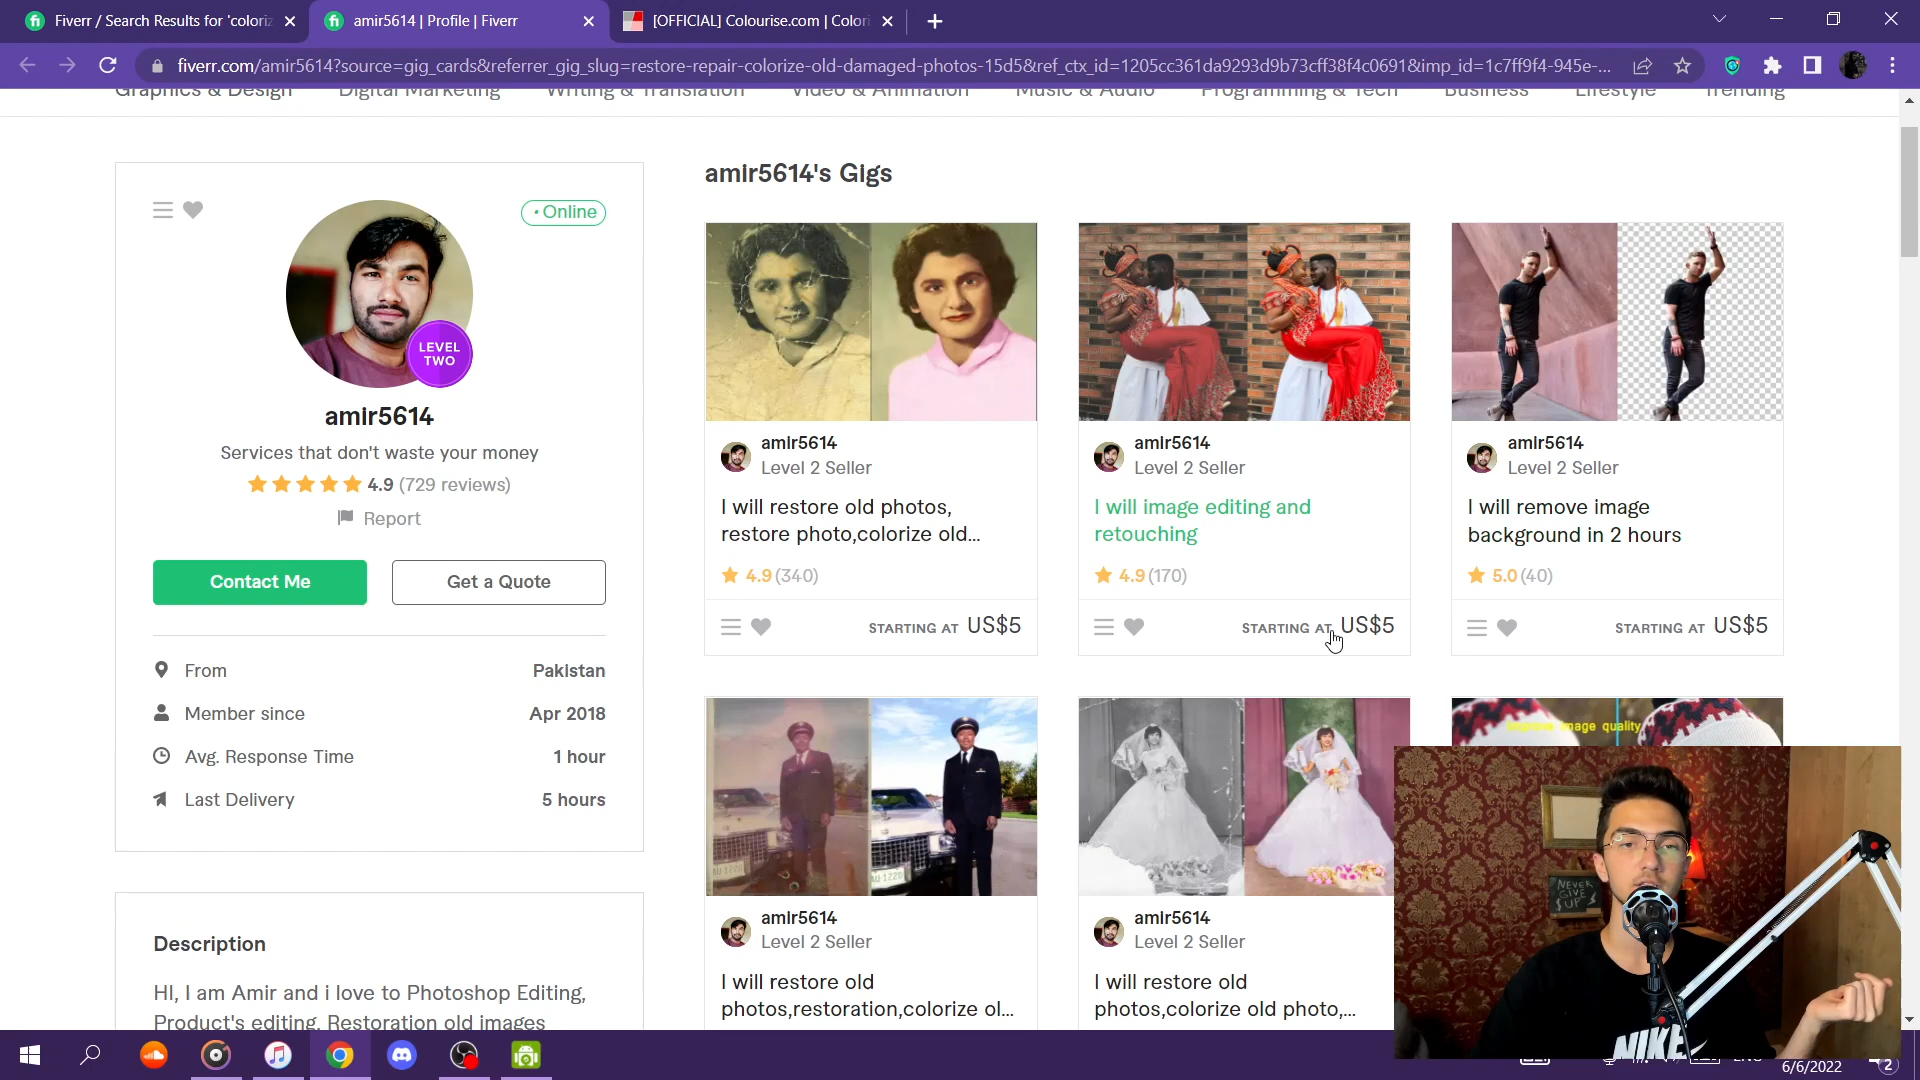 Fiverr / Search Results for 'coloriz
amir5614 | Profile | Fiverr
[OFFICIAL] Colourise.com | Colori
fiverr.com/amir5614?source=gig_cards&referrer_gig_slug=restore-repair-colorize-old-damaged-photos-15d5&ref_ctx_id=1205cc361da9293d9b73cff38f4c0691&imp_id=1c7ff9f4-945e-...
Graphics & Design Digital Marketing Writing & Translation Video & Animation Music & Audio Programming & Tech Business Lifestyle Trending
Online
LEVEL
TWO
amir5614
Services that don't waste your money
4.9 (729 reviews)
Report
Contact Me
Get a Quote
From Pakistan
Member since Apr 2018
Avg. Response Time 1 hour
Last Delivery 5 hours
Description
HI, I am Amir and i love to Photoshop Editing,
Product's editing, Restoration old images
amir5614's Gigs
amir5614
Level 2 Seller
I will restore old photos,
restore photo,colorize old...
4.9 (340)
STARTING AT US$5
amir5614
Level 2 Seller
I will image editing and
retouching
4.9 (170)
STARTING AT US$5
amir5614
Level 2 Seller
I will remove image
background in 2 hours
5.0 (40)
STARTING AT US$5
amir5614
Level 2 Seller
I will restore old
photos,restoration,colorize ol...
amir5614
Level 2 Seller
I will restore old
photos,colorize old photo,...
image quality
NEVER
GIVE
UP
NIKE
6/6/2022
2